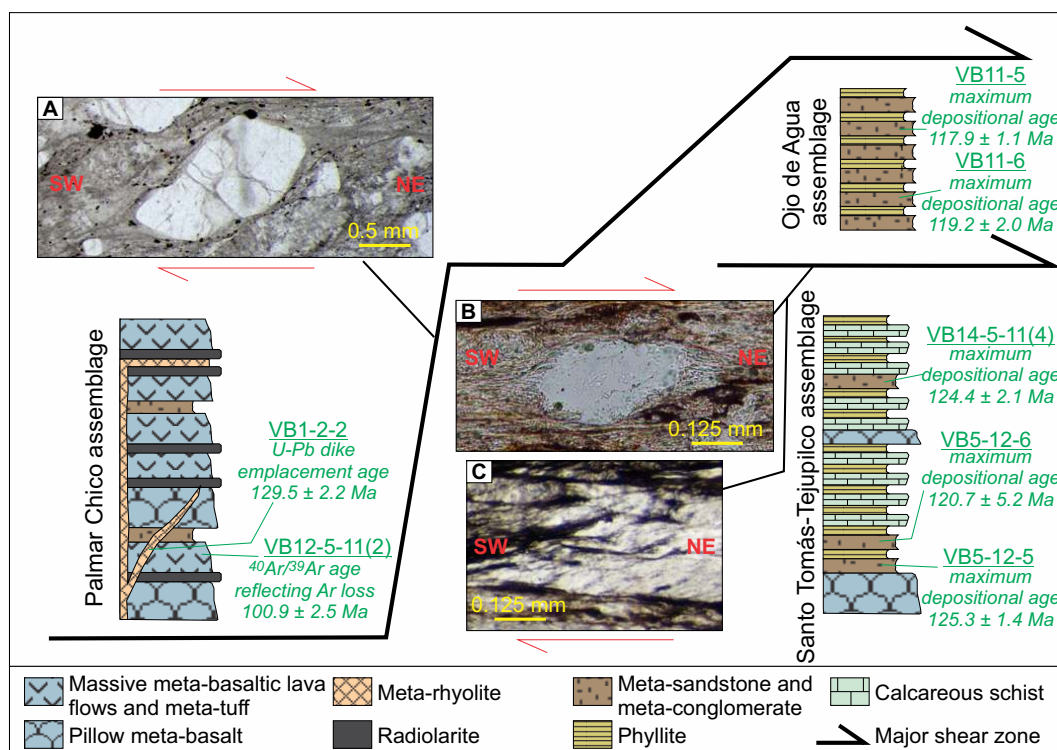 A
SW
NE
0.5 mm
Palmar Chico assemblage
VB1-2-2
U-Pb dike
emplacement age
129.5 ± 2.2 Ma
VB12-5-11(2)
⁴⁰Ar/³⁹Ar age
reflecting Ar loss
100.9 ± 2.5 Ma
B
SW
NE
0.125 mm
C
SW
NE
0.125 mm
Ojo de Agua
assemblage
VB11-5
maximum
depositional age
117.9 ± 1.1 Ma
VB11-6
maximum
depositional age
119.2 ± 2.0 Ma
Santo Tomás-Tejupilco assemblage
VB14-5-11(4)
maximum
depositional age
124.4 ± 2.1 Ma
VB5-12-6
maximum
depositional age
120.7 ± 5.2 Ma
VB5-12-5
maximum
depositional age
125.3 ± 1.4 Ma
Massive meta-basaltic lava
flows and meta-tuff
Pillow meta-basalt
Meta-rhyolite
Radiolarite
Meta-sandstone and
meta-conglomerate
Phyllite
Calcareous schist
Major shear zone